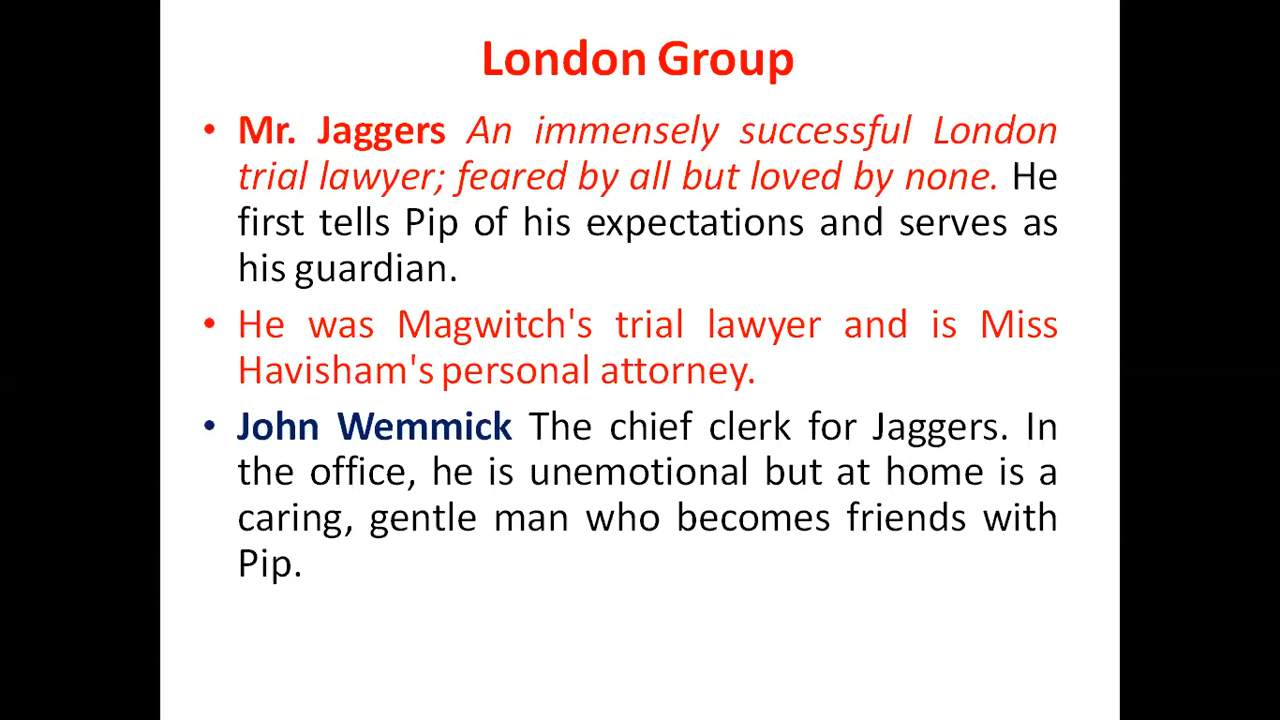 London Group
• Mr. Jaggers An immensely successful London
trial lawyer; feared by all but loved by none. He
first tells Pip of his expectations and serves as
his guardian.
• He was Magwitch's trial lawyer and is Miss
Havisham's personal attorney.
• John Wemmick The chief clerk for Jaggers. In
the office, he is unemotional but at home is a
caring, gentle man who becomes friends with
Pip.